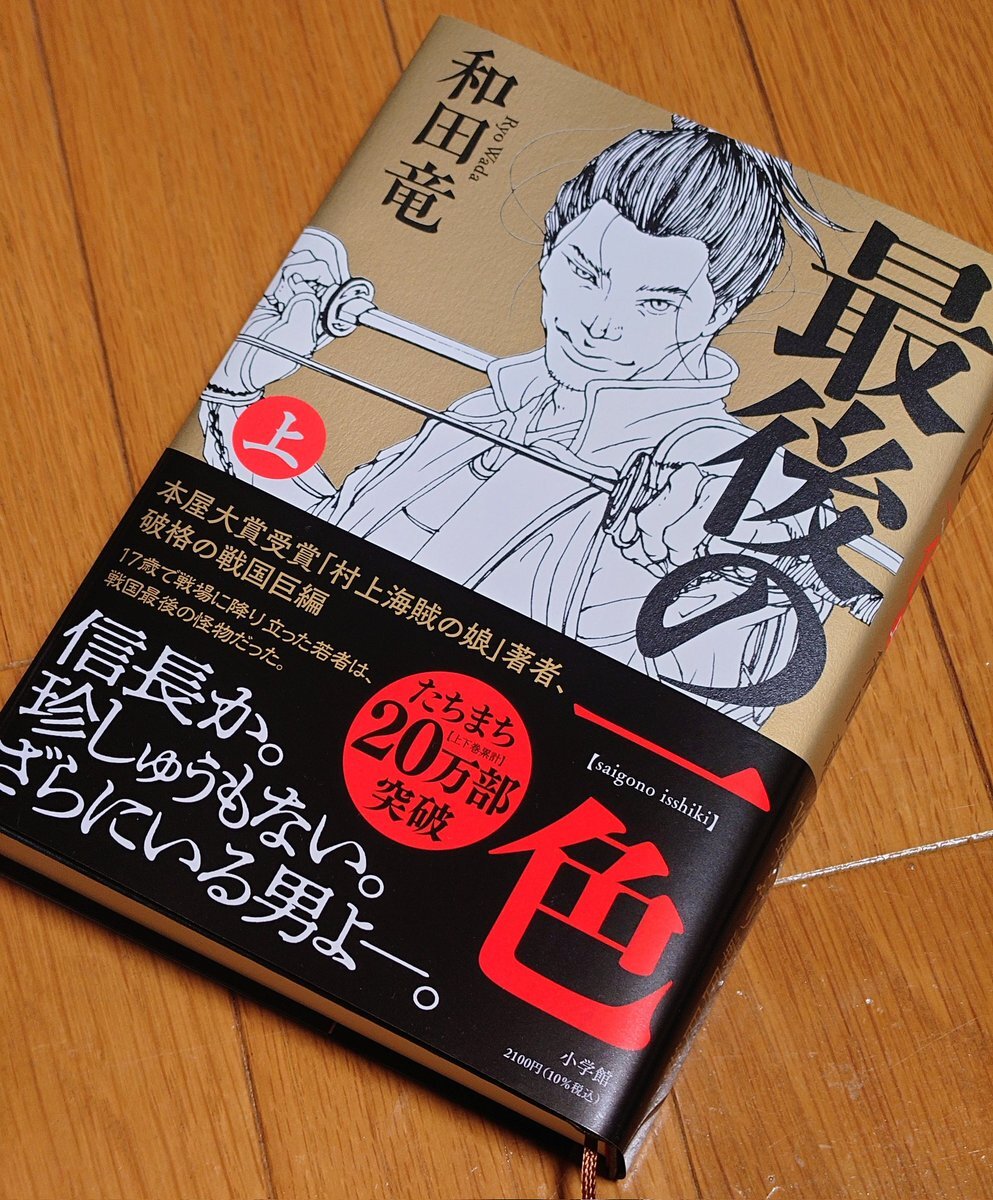 和田竜
Ryo Wada
最後の
一色
【saigono isshiki】
上
本屋大賞受賞「村上海賊の娘」著者、
破格の戦国巨編
17歳で戦場に降り立った若者は、
戦国最後の怪物だった。
信長か。
珍しゅうもない。
ざらにいる男よ―。
たちまち
【上下巻累計】
20万部
突破
小学館
2100円(10%税込)